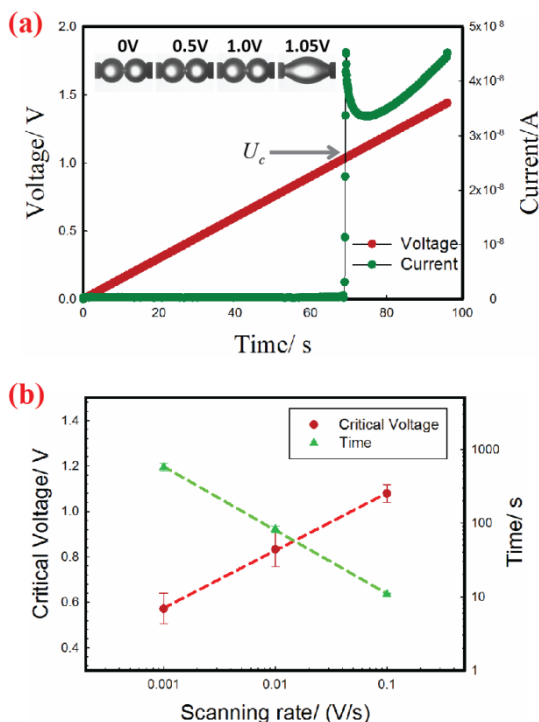 (a)
0V 0.5V 1.0V 1.05V
U_c
Voltage/ V
2.0
1.5
1.0
0.5
0.0
Current/A
5x10⁻⁸
4x10⁻⁸
3x10⁻⁸
2x10⁻⁸
1x10⁻⁸
0
Voltage
Current
0 20 40 60 80 100
Time/ s
(b)
Critical Voltage/ V
1.4
1.2
1.0
0.8
0.6
0.4
Critical Voltage
Time
Time/ s
1000
100
10
1
0.001 0.01 0.1
Scanning rate/ (V/s)